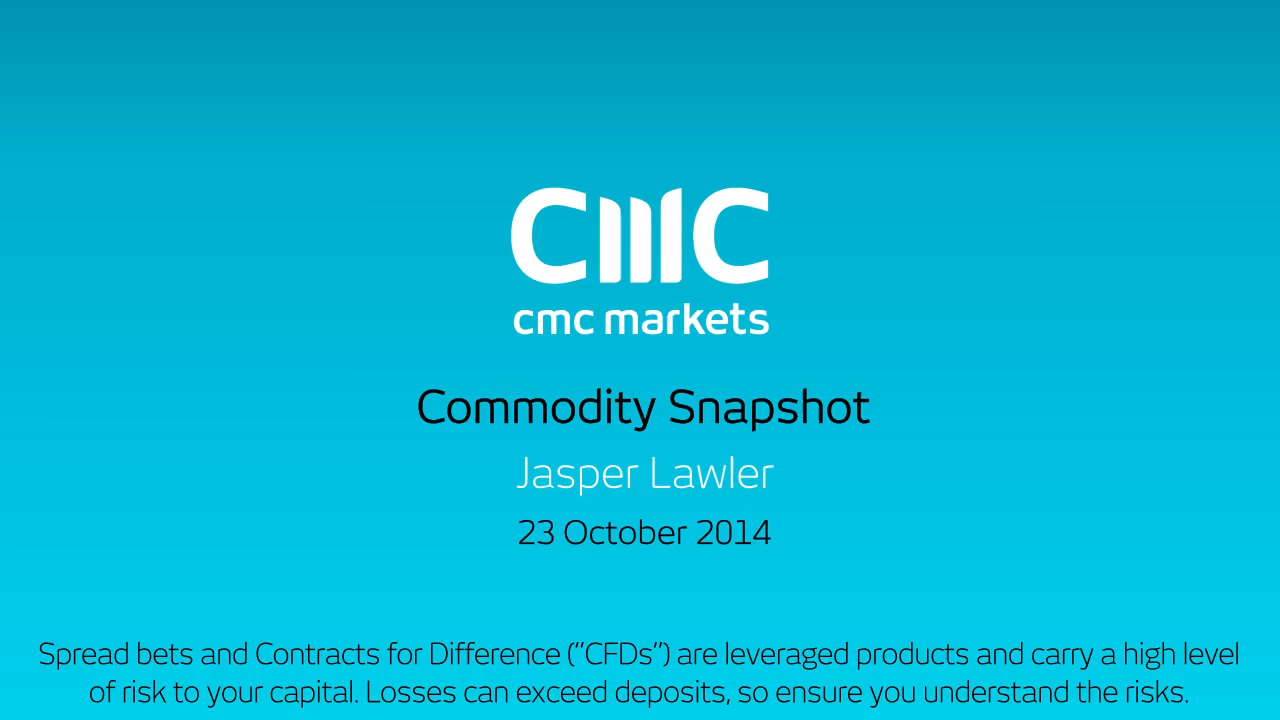 CMC
cmc markets
Commodity Snapshot
Jasper Lawler
23 October 2014
Spread bets and Contracts for Difference (“CFDs”) are leveraged products and carry a high level
of risk to your capital. Losses can exceed deposits, so ensure you understand the risks.